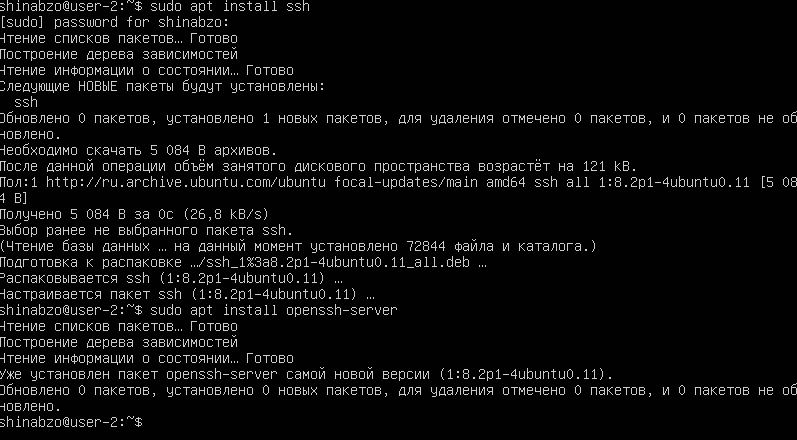 shinabzo@user-2:~$ sudo apt install ssh
[sudo] password for shinabzo:
Чтение списков пакетов… Готово
Построение дерева зависимостей
Чтение информации о состоянии… Готово
Следующие НОВЫЕ пакеты будут установлены:
  ssh
Обновлено 0 пакетов, установлено 1 новых пакетов, для удаления отмечено 0 пакетов, и 0 пакетов не об
новлено.
Необходимо скачать 5 084 B архивов.
После данной операции объём занятого дискового пространства возрастёт на 121 kB.
Пол:1 http://ru.archive.ubuntu.com/ubuntu focal-updates/main amd64 ssh all 1:8.2p1-4ubuntu0.11 [5 08
4 B]
Получено 5 084 B за 0с (26,8 kB/s)
Выбор ранее не выбранного пакета ssh.
(Чтение базы данных … на данный момент установлено 72844 файла и каталога.)
Подготовка к распаковке …/ssh_1%3a8.2p1-4ubuntu0.11_all.deb …
Распаковывается ssh (1:8.2p1-4ubuntu0.11) …
Настраивается пакет ssh (1:8.2p1-4ubuntu0.11) …
shinabzo@user-2:~$ sudo apt install openssh-server
Чтение списков пакетов… Готово
Построение дерева зависимостей
Чтение информации о состоянии… Готово
Уже установлен пакет openssh-server самой новой версии (1:8.2p1-4ubuntu0.11).
Обновлено 0 пакетов, установлено 0 новых пакетов, для удаления отмечено 0 пакетов, и 0 пакетов не об
новлено.
shinabzo@user-2:~$